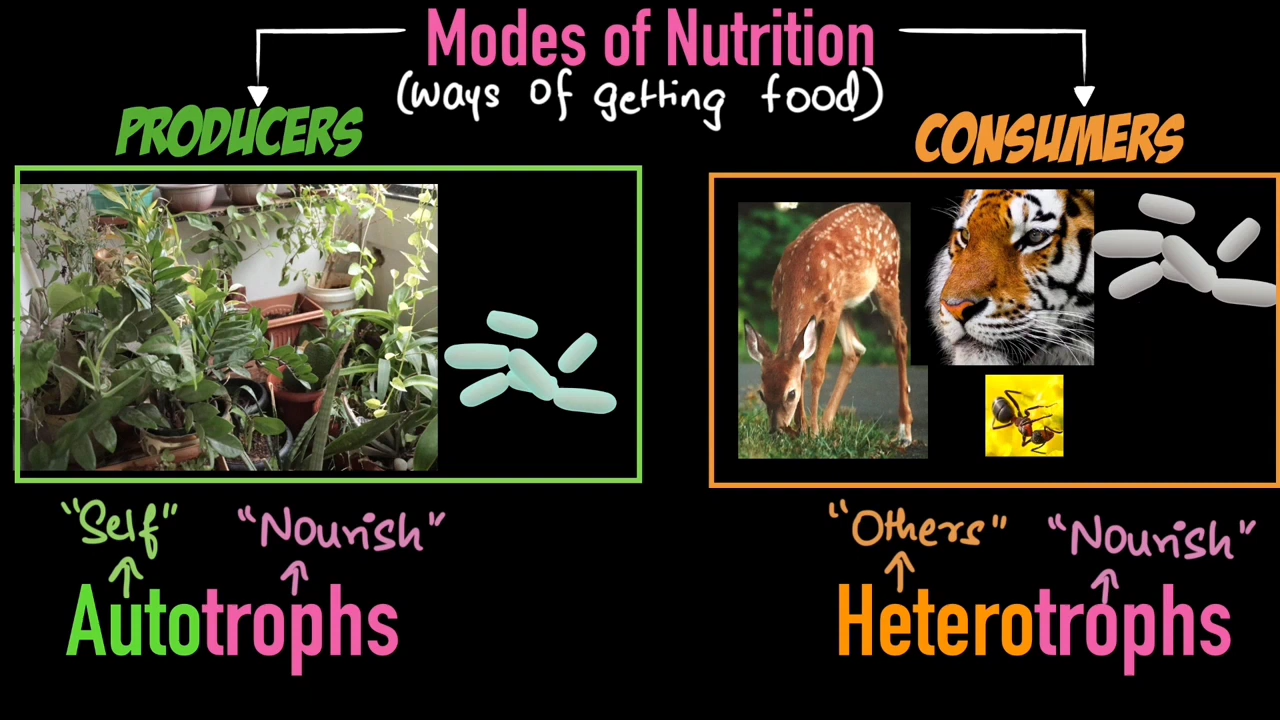 Modes of Nutrition
(ways of getting food)
PRODUCERS
CONSUMERS
"Self" "Nourish"
Autotrophs
"Others" "Nourish"
Heterotrophs